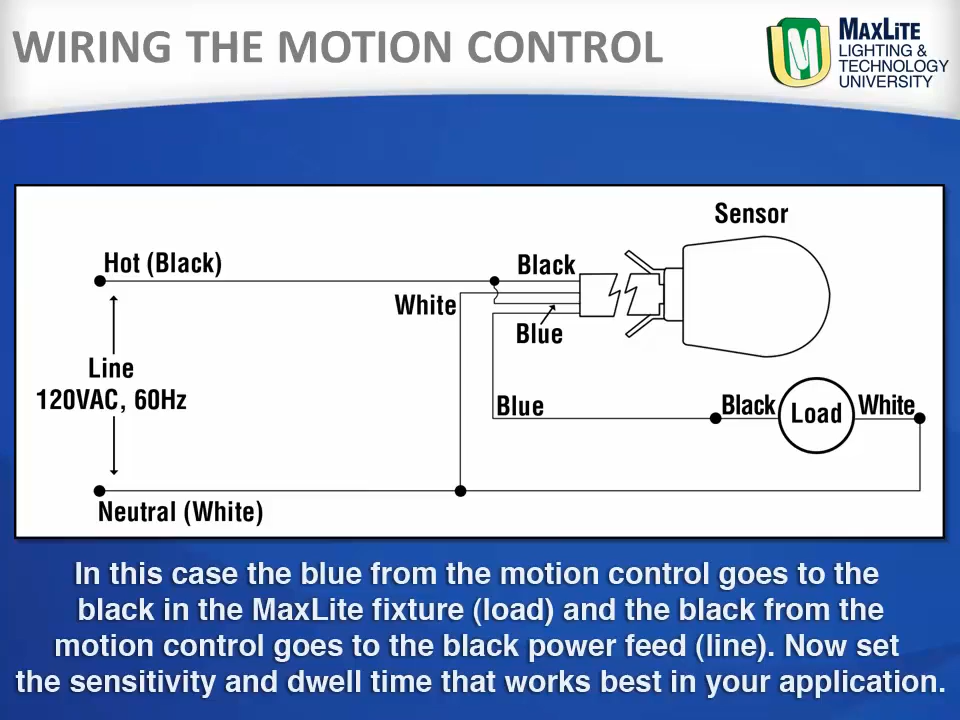 WIRING THE MOTION CONTROL
MAXLITE
LIGHTING &
TECHNOLOGY
UNIVERSITY
Sensor
Hot (Black)
Black
White
Blue
Line
120VAC, 60Hz
Blue
Black
Load
White
Neutral (White)
In this case the blue from the motion control goes to the
black in the MaxLite fixture (load) and the black from the
motion control goes to the black power feed (line). Now set
the sensitivity and dwell time that works best in your application.